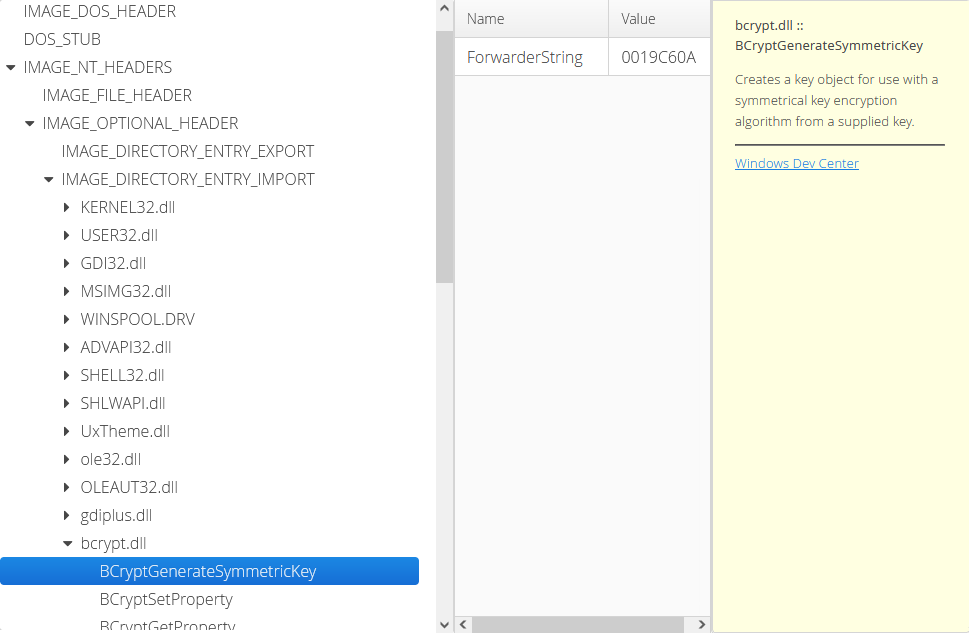 IMAGE_DOS_HEADER
DOS_STUB
IMAGE_NT_HEADERS
IMAGE_FILE_HEADER
IMAGE_OPTIONAL_HEADER
IMAGE_DIRECTORY_ENTRY_EXPORT
IMAGE_DIRECTORY_ENTRY_IMPORT
KERNEL32.dll
USER32.dll
GDI32.dll
MSIMG32.dll
WINSPOOL.DRV
ADVAPI32.dll
SHELL32.dll
SHLWAPI.dll
UxTheme.dll
ole32.dll
OLEAUT32.dll
gdiplus.dll
bcrypt.dll
BCryptGenerateSymmetricKey
BCryptSetProperty
BCryptGetProperty
Name Value
ForwarderString 0019C60A
bcrypt.dll ::
BCryptGenerateSymmetricKey
Creates a key object for use with a
symmetrical key encryption
algorithm from a supplied key.
Windows Dev Center